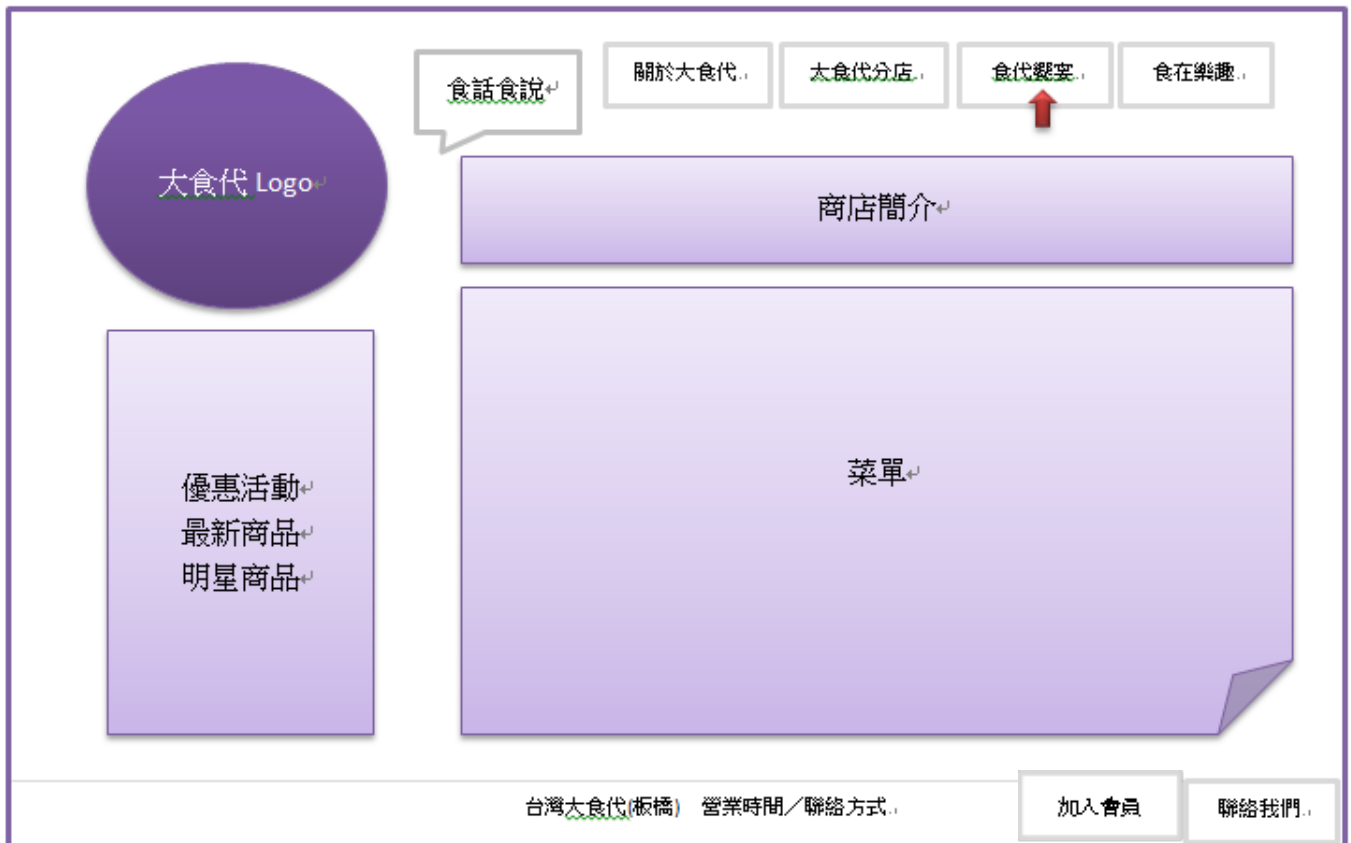 食話食說
關於大食代
大食代分店
食代饗宴
食在樂趣
大食代 Logo
商店簡介
優惠活動
最新商品
明星商品
菜單
台灣大食代(板橋) 營業時間／聯絡方式
加入會員
聯絡我們